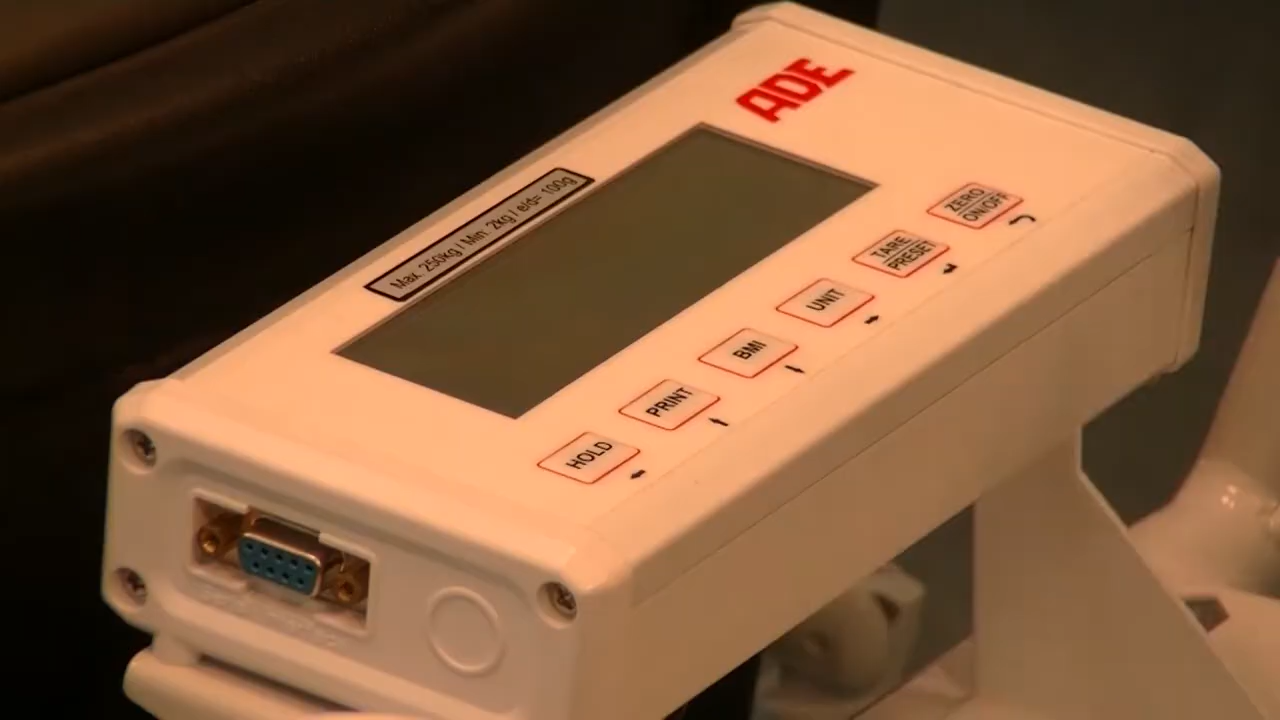 ADE
Max. 250kg / Min. 2kg / e/d= 100g
ZERO
ON/OFF
TARE
PRESET
UNIT
BMI
PRINT
HOLD